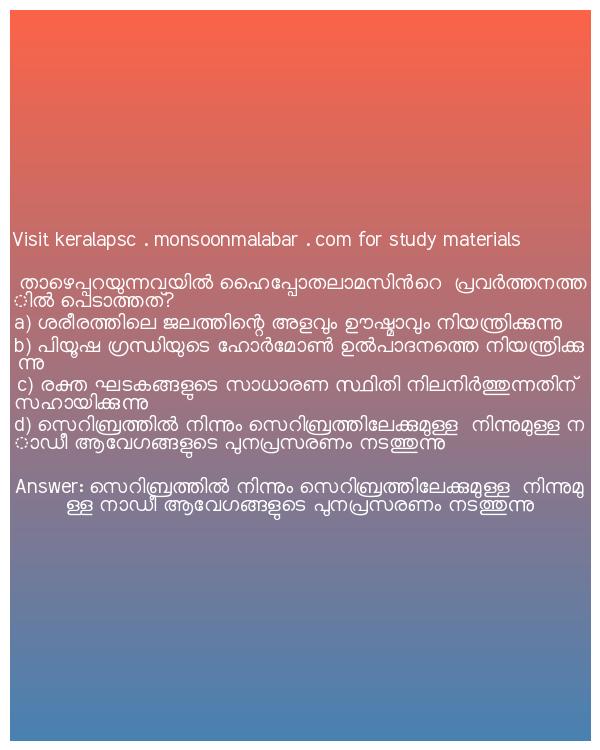 Visit keralapsc . monsoonmalabar . com for study materials
താഴെപ്പറയുന്നവയിൽ ഹൈപ്പോതലാമസിൻറെ  പ്രവർത്തനത്ത
ിൽ പെടാത്തത്?
a) ശരീരത്തിലെ ജലത്തിന്റെ അളവും ഊഷ്മാവും നിയന്ത്രിക്കുന്നു
b) പിയൂഷ ഗ്രന്ഥിയുടെ ഹോർമോൺ ഉൽപാദനത്തെ നിയന്ത്രിക്കു
ന്നു
c) രക്ത ഘടകങ്ങളുടെ സാധാരണ സ്ഥിതി നിലനിർത്തുന്നതിന്
സഹായിക്കുന്നു
d) സെറിബ്രത്തിൽ നിന്നും സെറിബ്രത്തിലേക്കുമുള്ള  നിന്നുമുള്ള ന
ാഡീ ആവേഗങ്ങളുടെ പുനപ്രസരണം നടത്തുന്നു
Answer: സെറിബ്രത്തിൽ നിന്നും സെറിബ്രത്തിലേക്കുമുള്ള  നിന്നുമു
ള്ള നാഡീ ആവേഗങ്ങളുടെ പുനപ്രസരണം നടത്തുന്നു